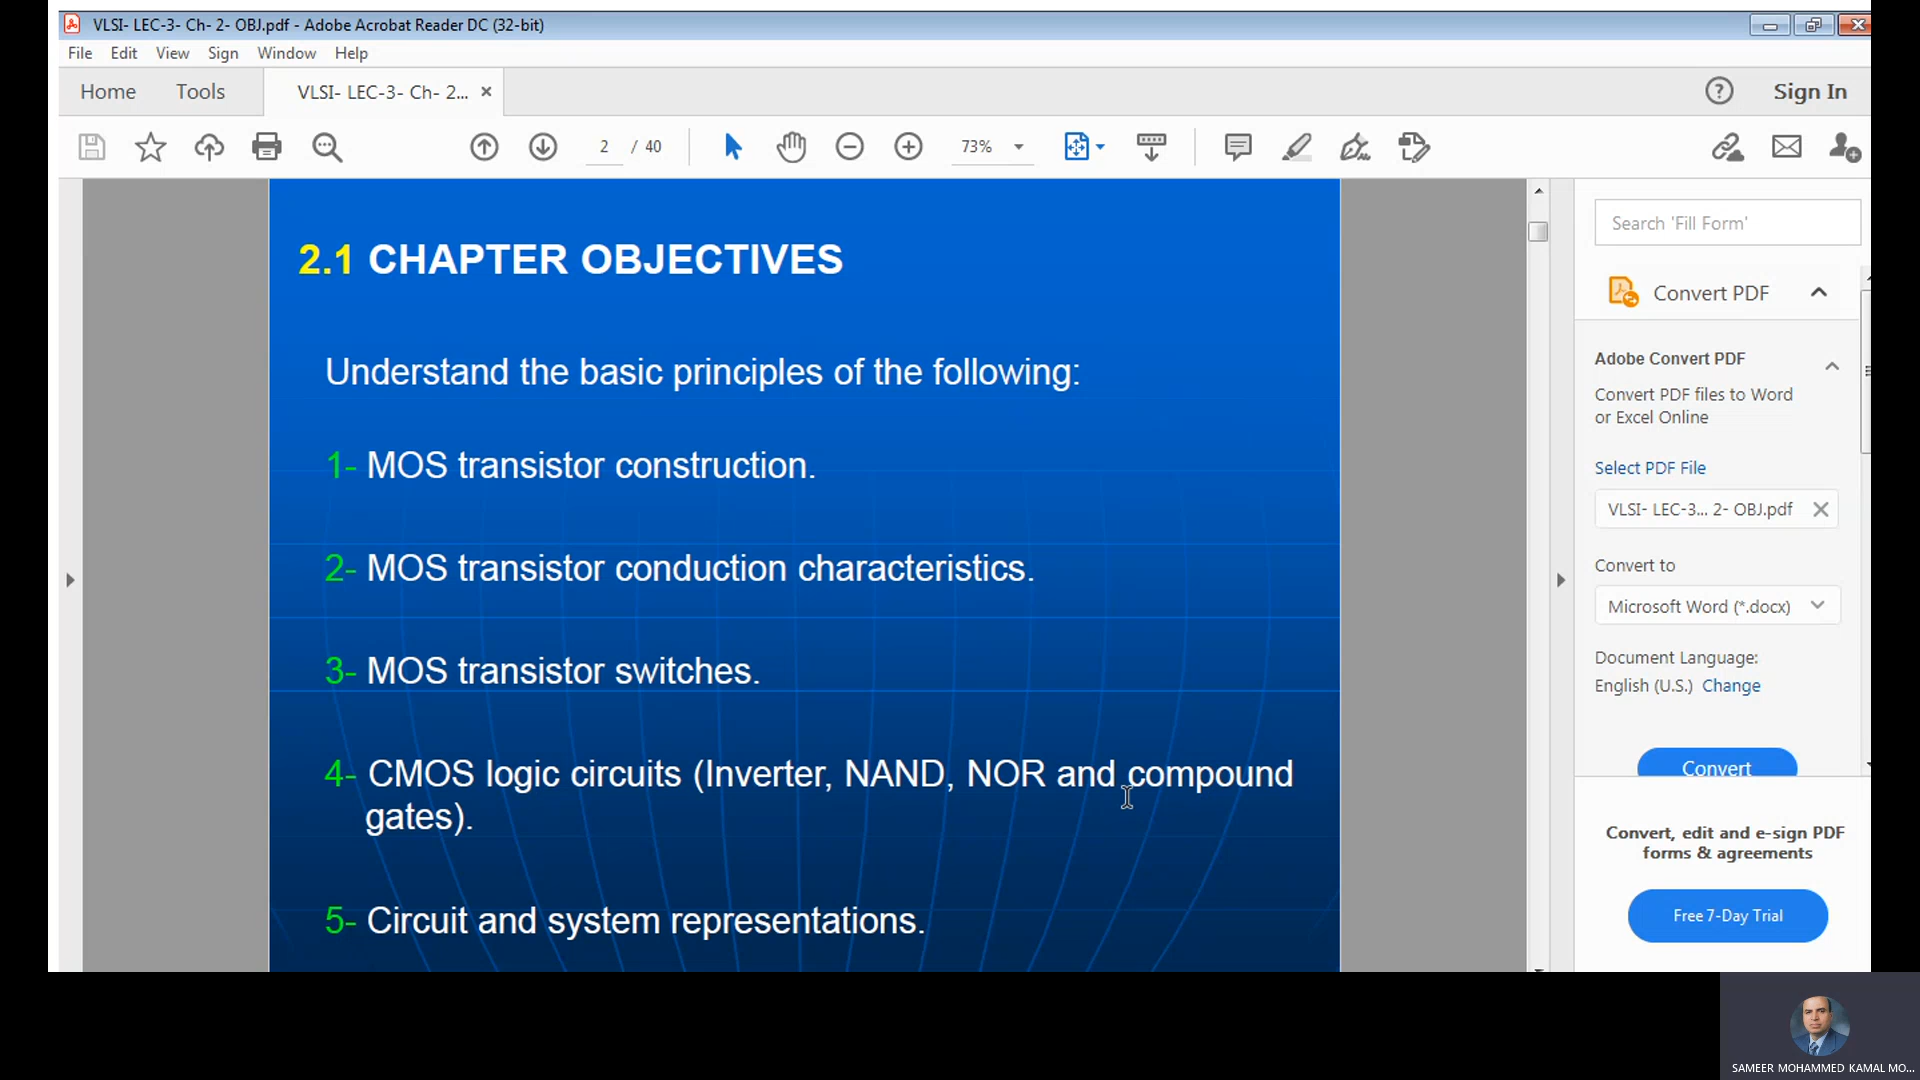 VLSI- LEC-3- Ch- 2- OBJ.pdf - Adobe Acrobat Reader DC (32-bit)
File Edit View Sign Window Help
Home Tools VLSI- LEC-3- Ch- 2... × Sign In
2 / 40 73%
2.1 CHAPTER OBJECTIVES
Understand the basic principles of the following:
1- MOS transistor construction.
2- MOS transistor conduction characteristics.
3- MOS transistor switches.
4- CMOS logic circuits (Inverter, NAND, NOR and compound
gates).
5- Circuit and system representations.
Search 'Fill Form'
Convert PDF
Adobe Convert PDF
Convert PDF files to Word
or Excel Online
Select PDF File
VLSI- LEC-3... 2- OBJ.pdf
Convert to
Microsoft Word (*.docx)
Document Language:
English (U.S.) Change
Convert
Convert, edit and e-sign PDF
forms & agreements
Free 7-Day Trial
SAMEER MOHAMMED KAMAL MO...